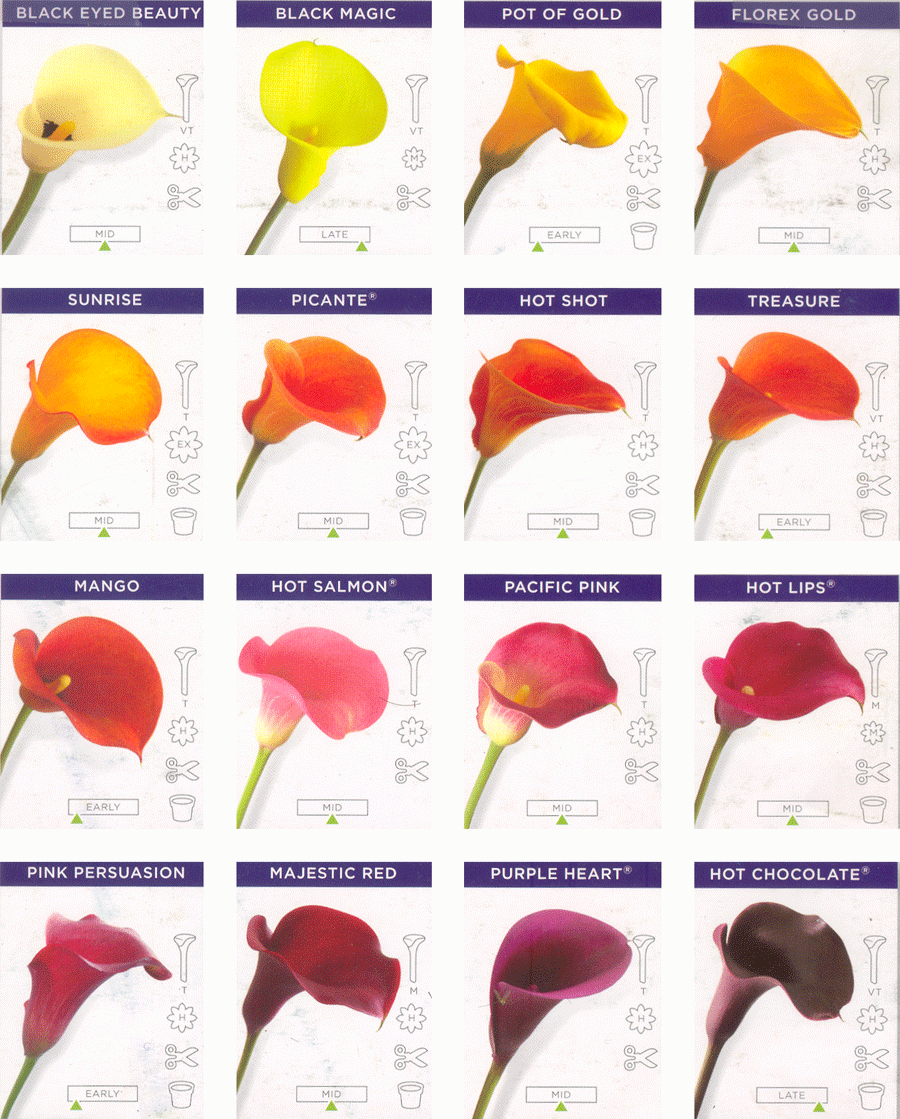 BLACK EYED BEAUTY
VT
MID
BLACK MAGIC
VT
M
LATE
POT OF GOLD
T
EX
EARLY
FLOREX GOLD
T
H
MID
SUNRISE
T
EX
MID
PICANTE®
T
EX
MID
HOT SHOT
T
H
MID
TREASURE
VT
H
EARLY
MANGO
T
H
EARLY
HOT SALMON®
T
H
MID
PACIFIC PINK
T
H
MID
HOT LIPS®
M
M
MID
PINK PERSUASION
T
H
EARLY
MAJESTIC RED
M
H
MID
PURPLE HEART®
T
H
MID
HOT CHOCOLATE®
VT
H
LATE